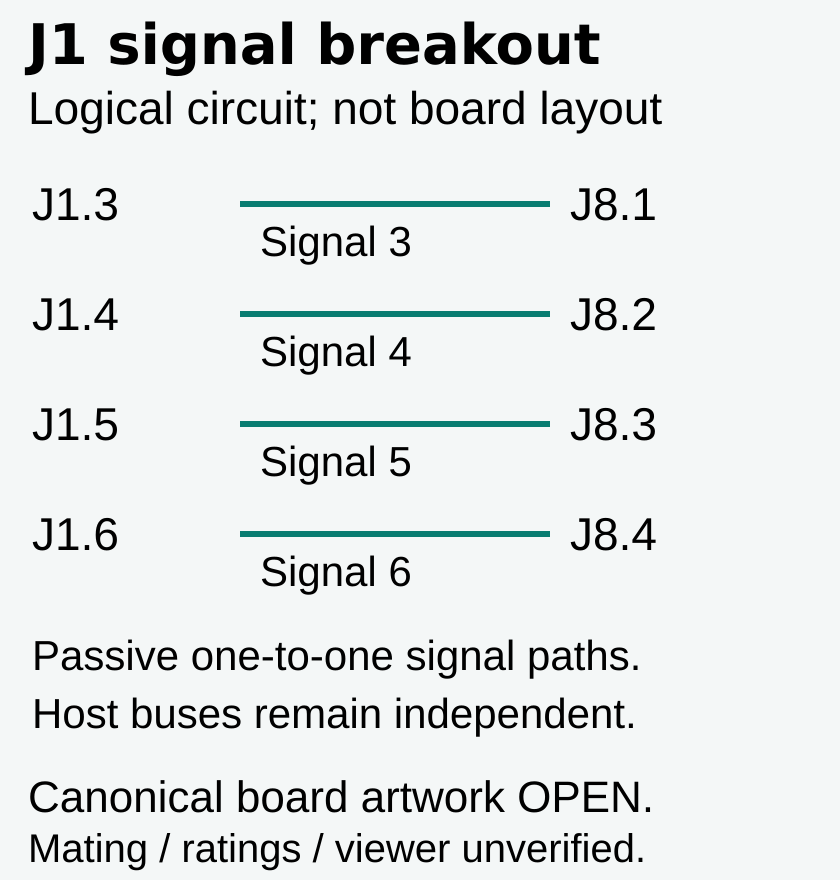 J1 signal breakout
Logical circuit; not board layout
J1.3 J8.1
Signal 3
J1.4 J8.2
Signal 4
J1.5 J8.3
Signal 5
J1.6 J8.4
Signal 6
Passive one-to-one signal paths.
Host buses remain independent.
Canonical board artwork OPEN.
Mating / ratings / viewer unverified.